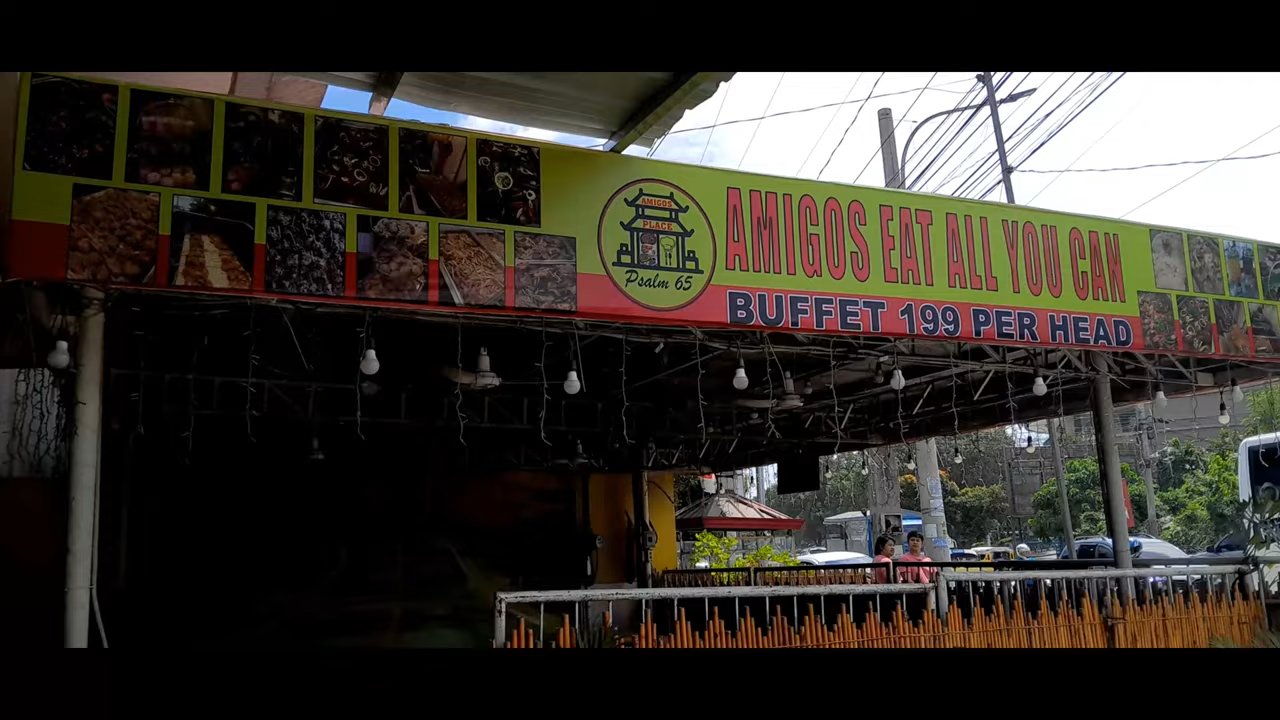 AMIGOS
PLACE
Psalm 65
AMIGOS EAT ALL YOU CAN
BUFFET 199 PER HEAD